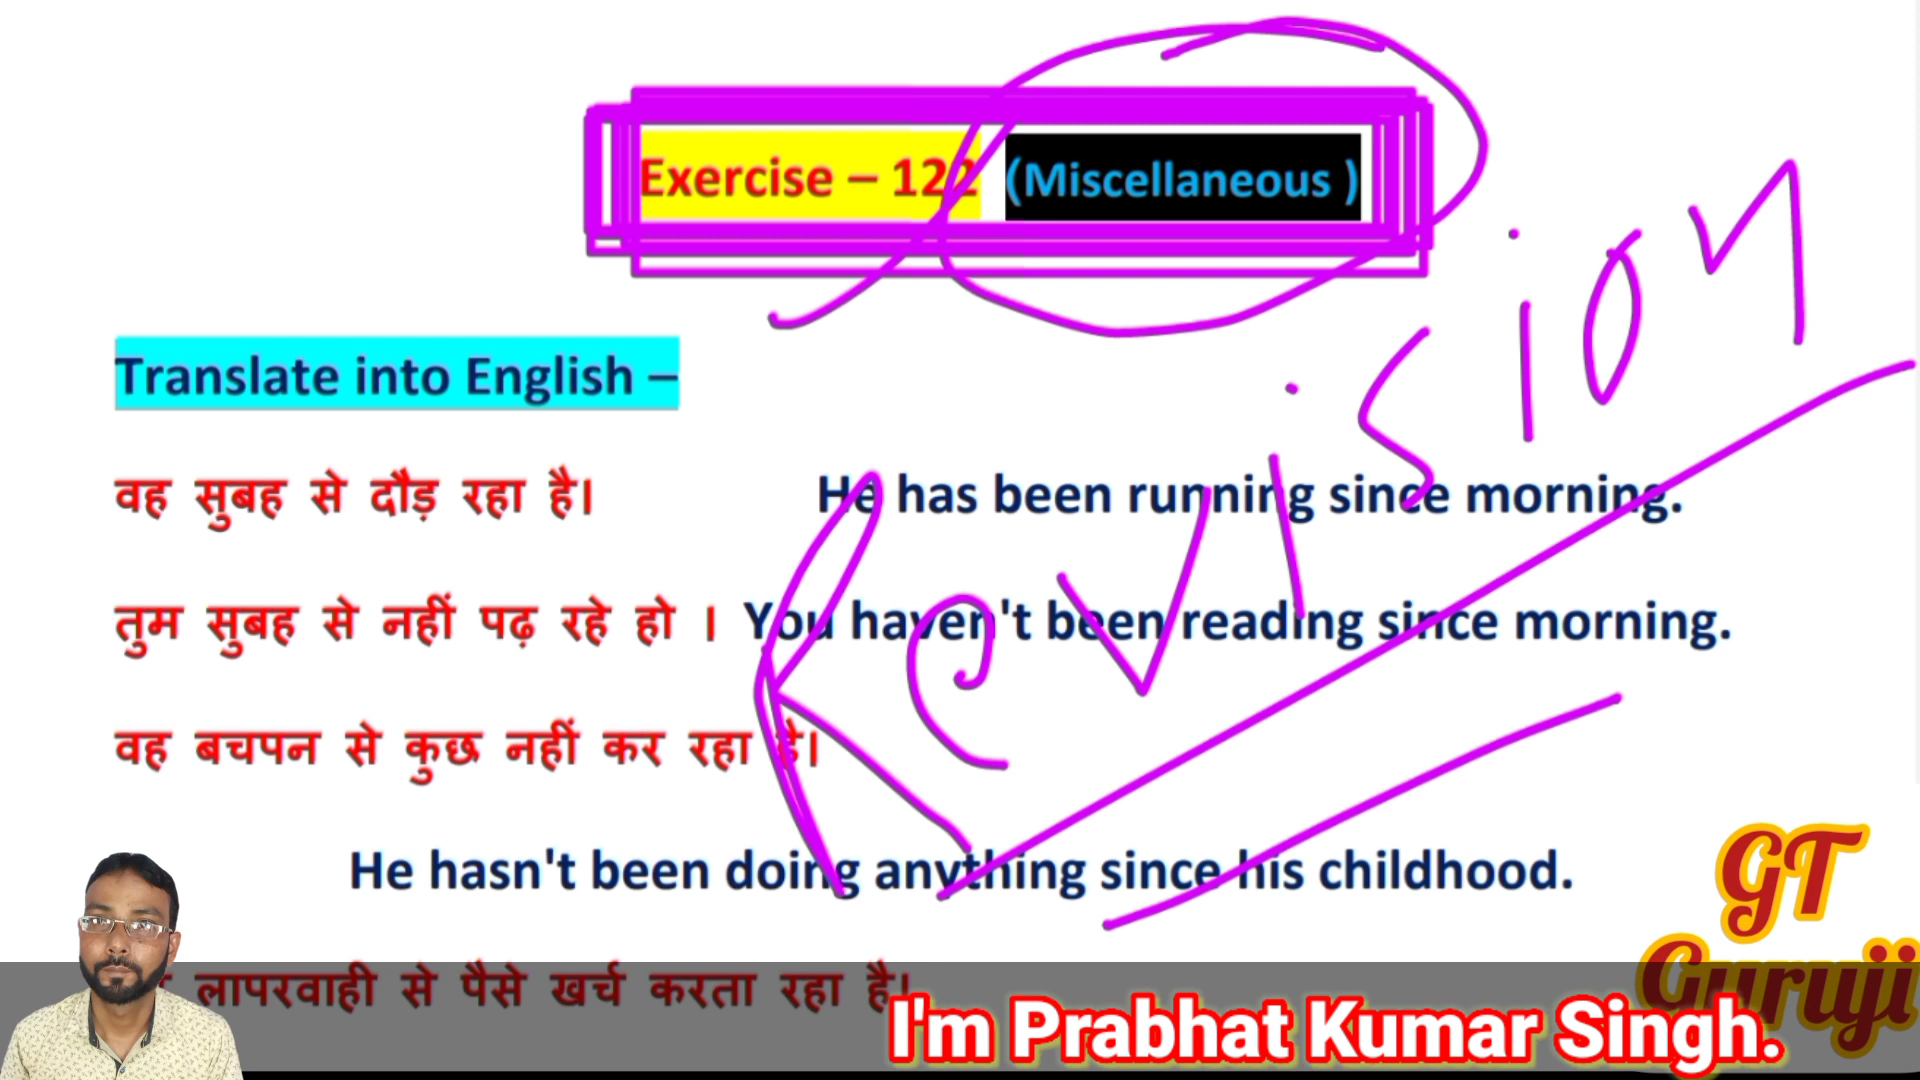 Exercise – 122 (Miscellaneous )
Translate into English –
वह सुबह से दौड़ रहा है। He has been running since morning.
तुम सुबह से नहीं पढ़ रहे हो । You haven't been reading since morning.
वह बचपन से कुछ नहीं कर रहा है।
He hasn't been doing anything since his childhood.
लापरवाही से पैसे खर्च करता रहा है।
Revision
GT
Guruji
I'm Prabhat Kumar Singh.